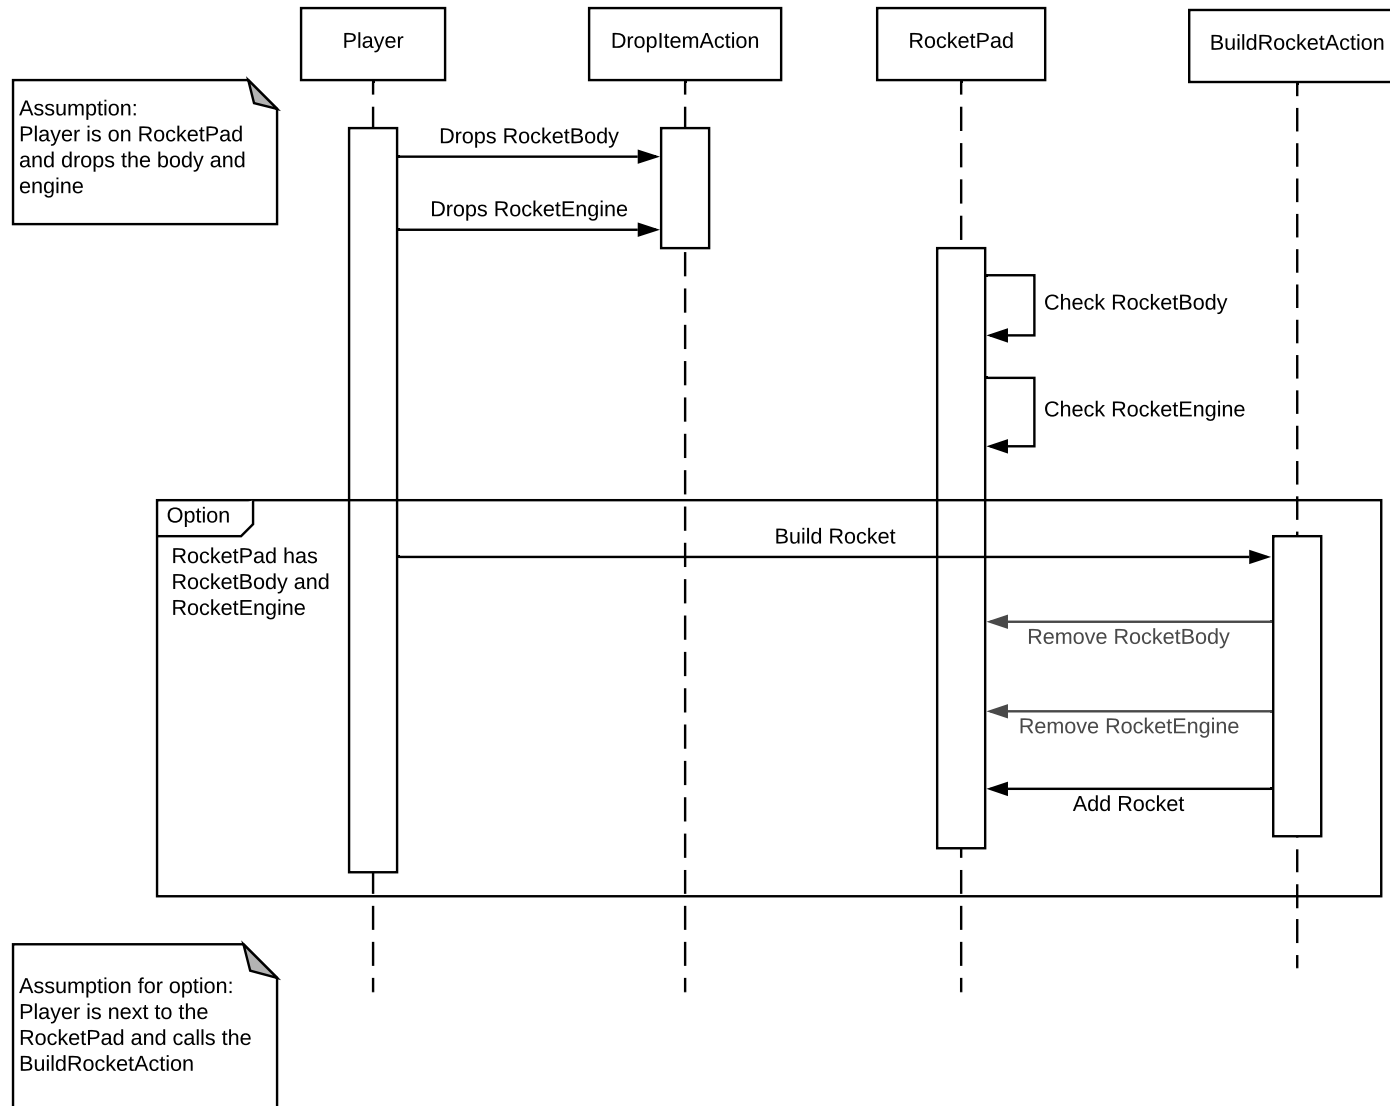 Player
DropItemAction
RocketPad
BuildRocketAction
Assumption:
Player is on RocketPad
and drops the body and
engine
Drops RocketBody
Drops RocketEngine
Check RocketBody
Check RocketEngine
Option
RocketPad has
RocketBody and
RocketEngine
Build Rocket
Remove RocketBody
Remove RocketEngine
Add Rocket
Assumption for option:
Player is next to the
RocketPad and calls the
BuildRocketAction